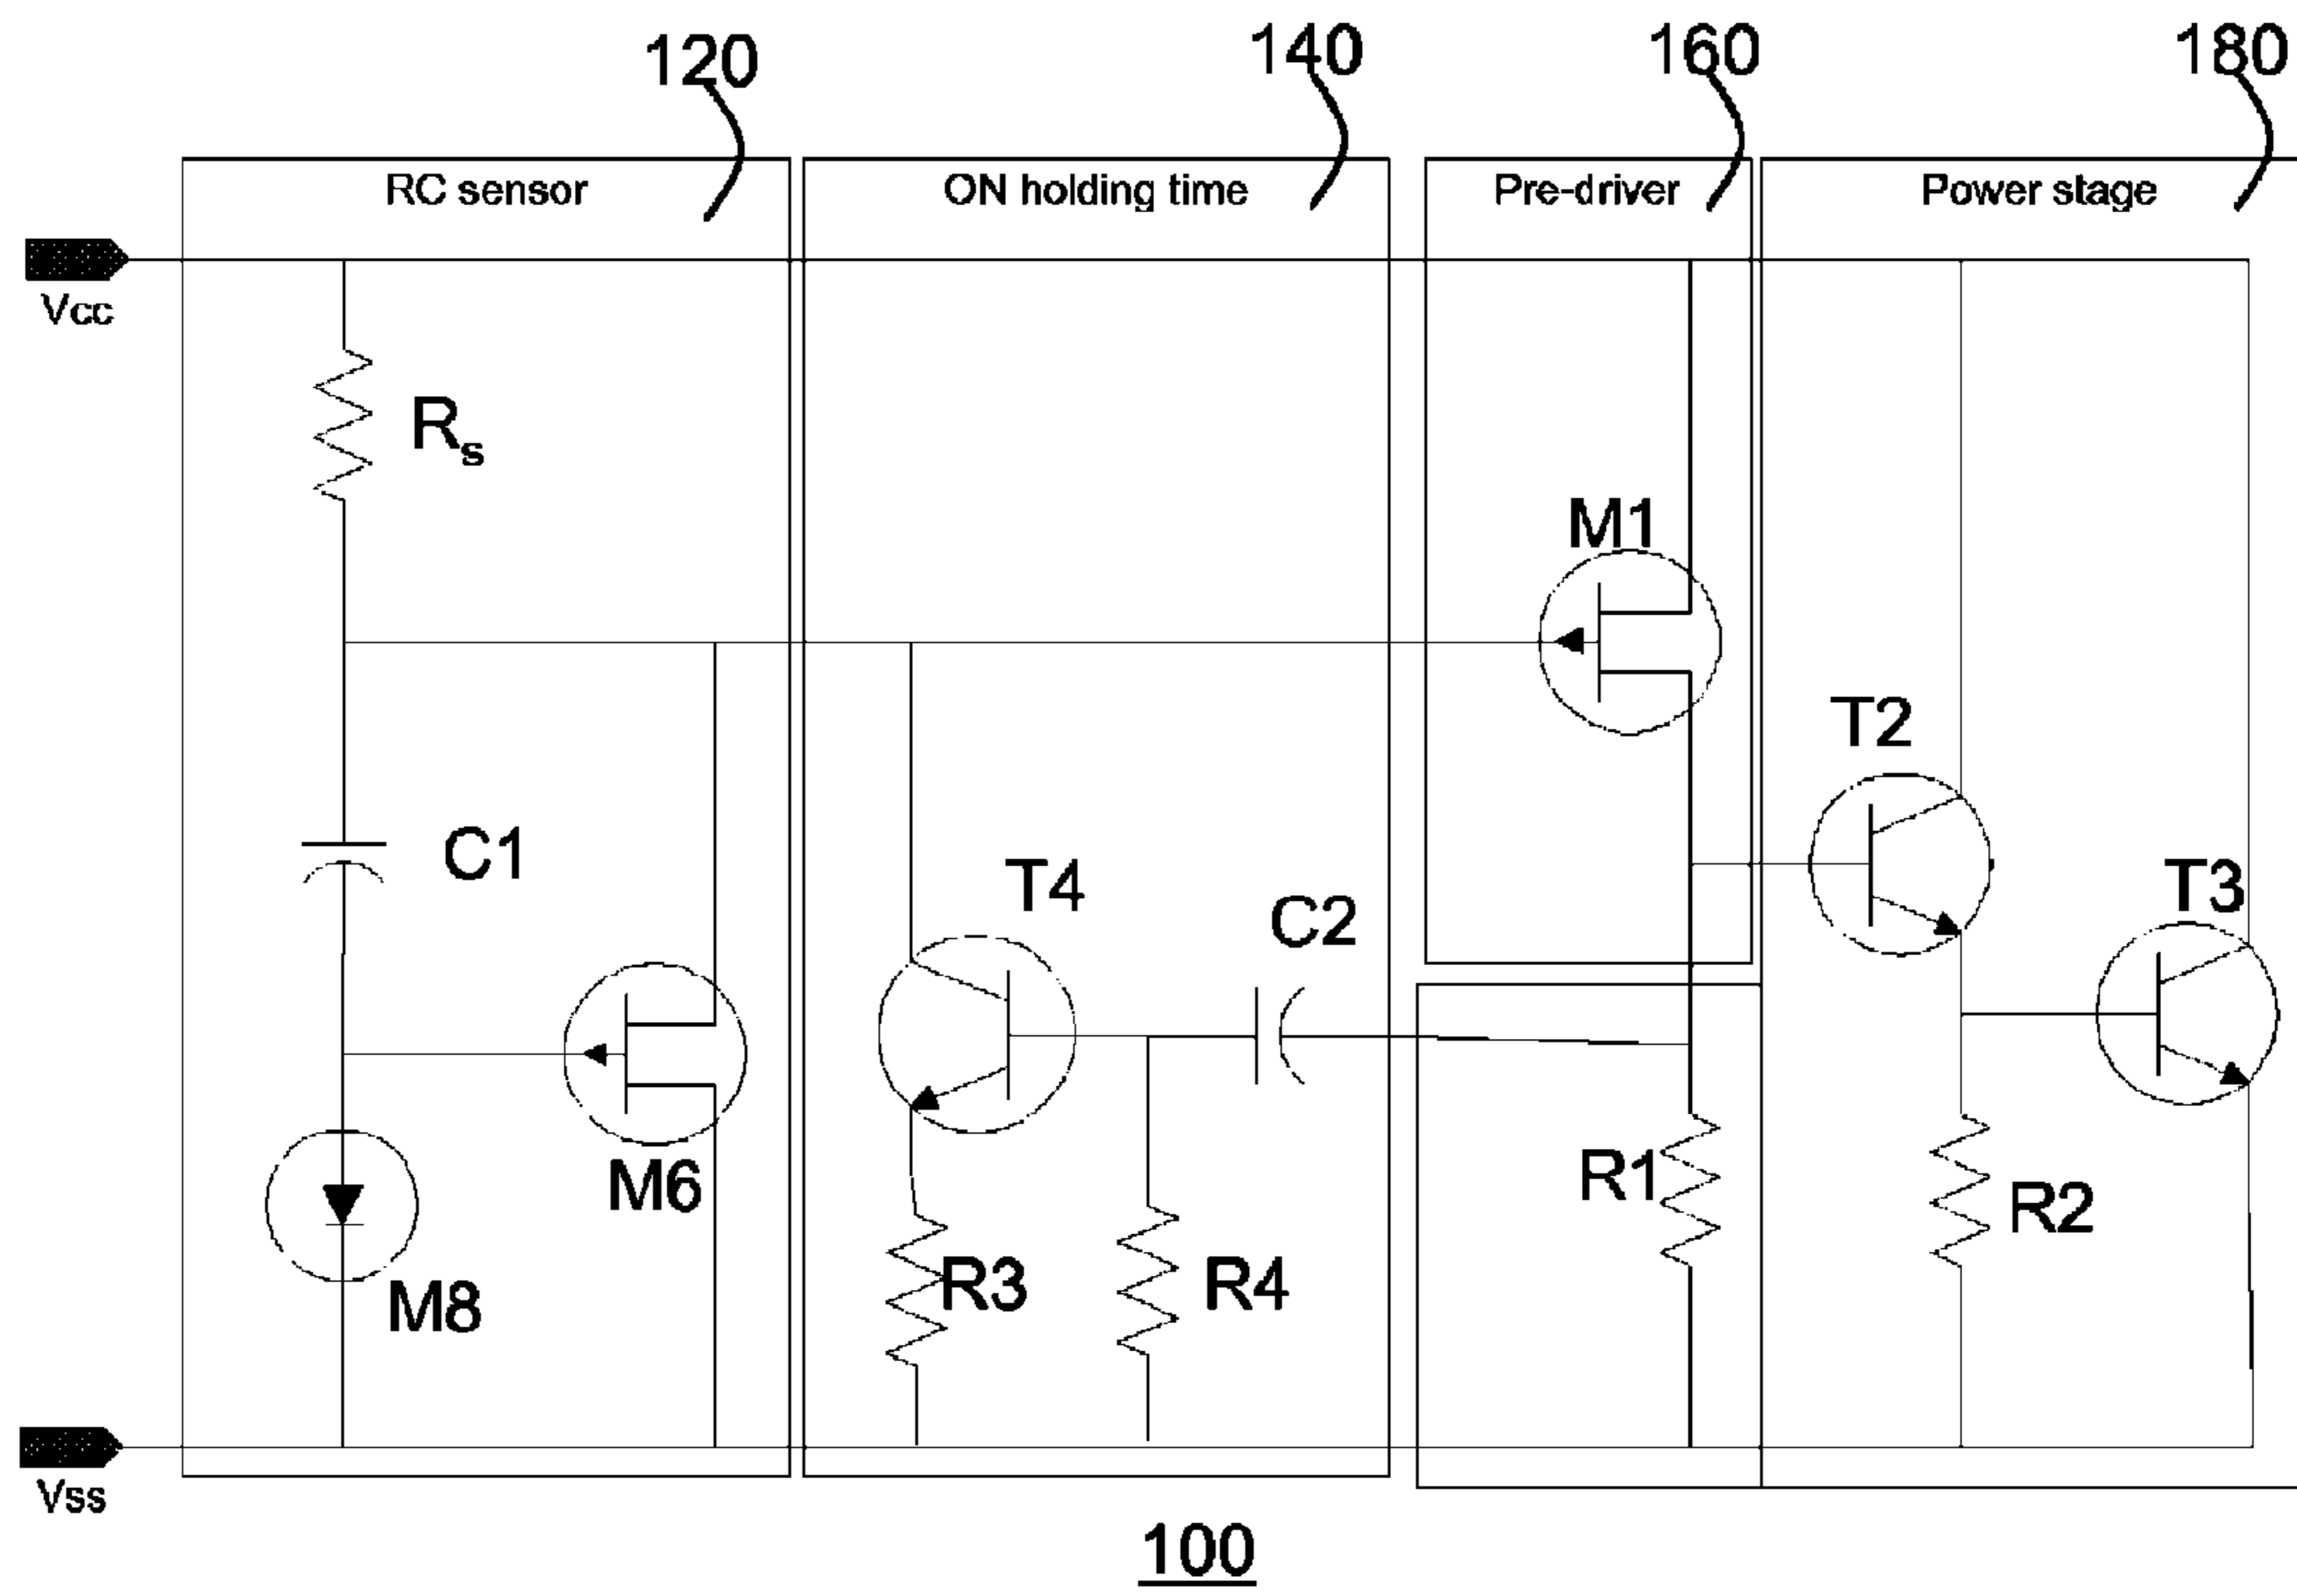 120
140
160
180
RC sensor
ON holding time
Pre-driver
Power stage
Vcc
Rs
M1
T2
C1
T4
C2
T3
M6
R1
R2
M8
R3
R4
Vss
100